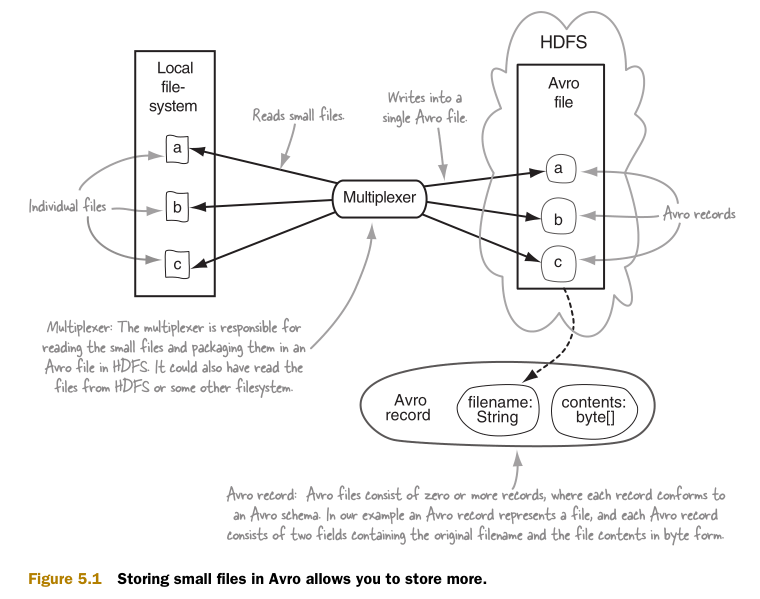 HDFS
Local
file-
system
Avro
file
Reads small files.
Writes into a
single Avro file.
a
b
c
Individual files
Multiplexer
a
b
c
Avro records
Multiplexer: The multiplexer is responsible for
reading the small files and packaging them in an
Avro file in HDFS. It could also have read the
files from HDFS or some other filesystem.
Avro
record
filename:
String
contents:
byte[]
Avro record: Avro files consist of zero or more records, where each record conforms to
an Avro schema. In our example an Avro record represents a file, and each Avro record
consists of two fields containing the original filename and the file contents in byte form.
Figure 5.1 Storing small files in Avro allows you to store more.